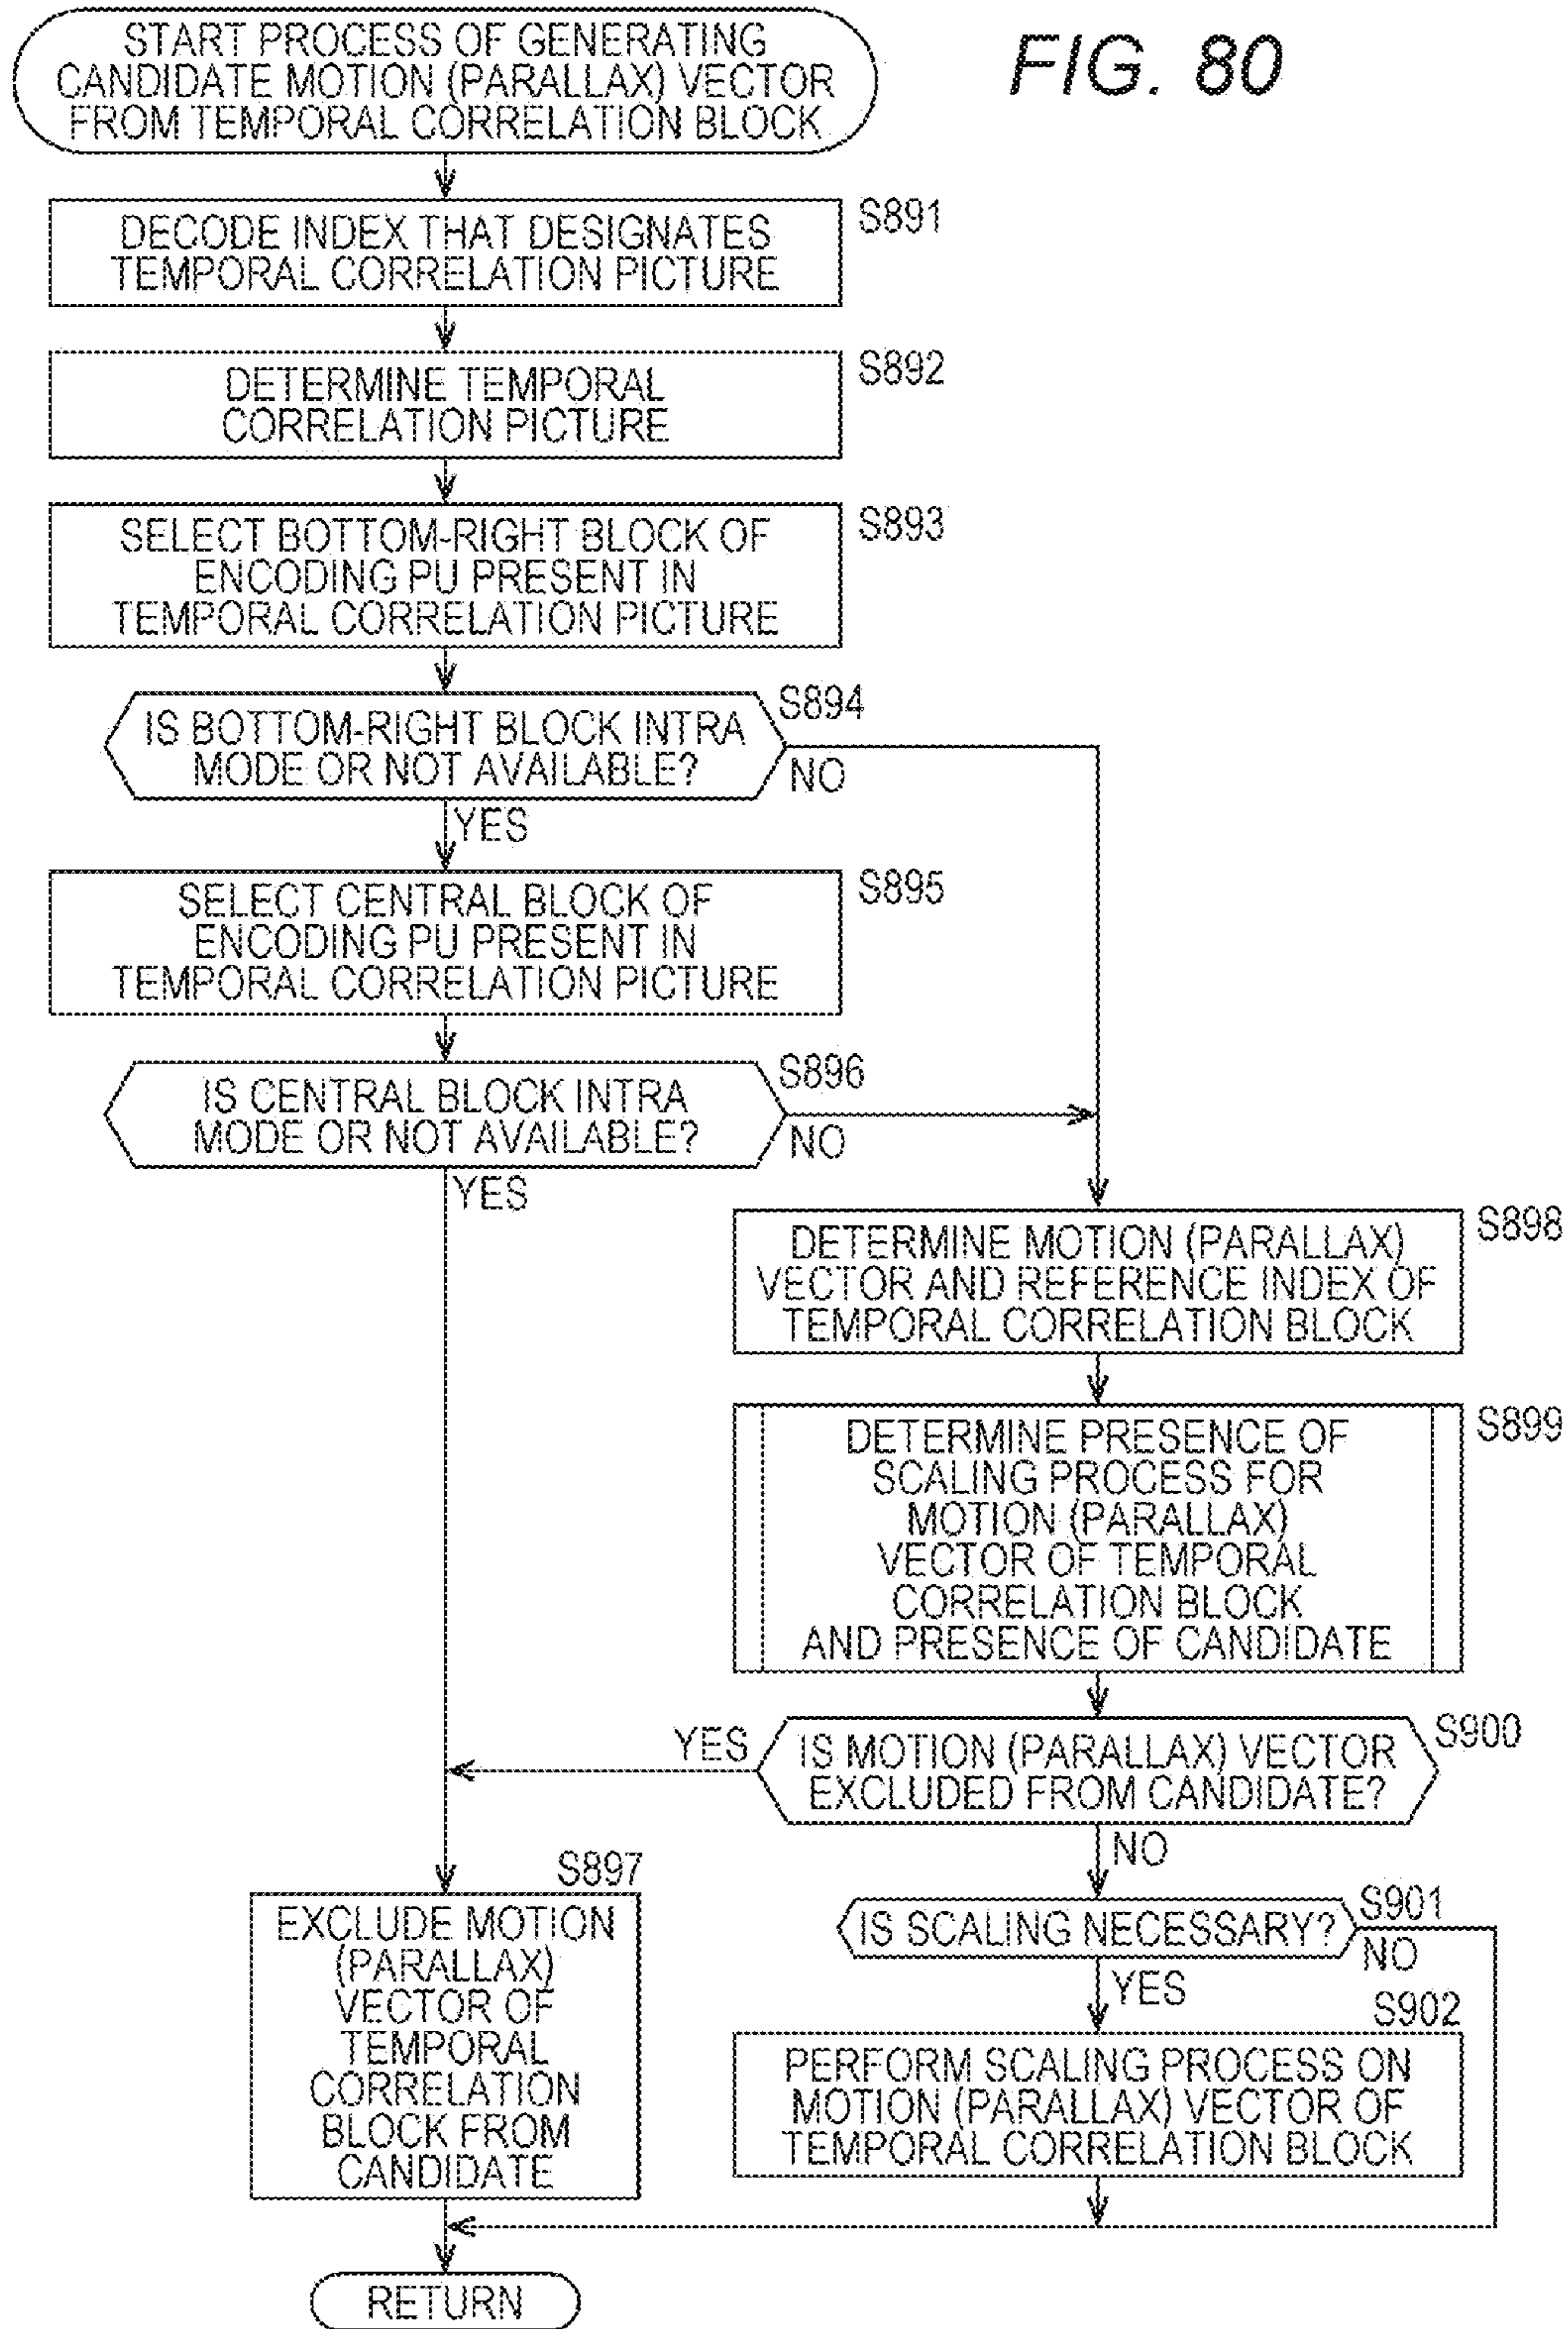 START PROCESS OF GENERATING
CANDIDATE MOTION (PARALLAX) VECTOR
FROM TEMPORAL CORRELATION BLOCK
FIG. 80
DECODE INDEX THAT DESIGNATES
TEMPORAL CORRELATION PICTURE
S891
DETERMINE TEMPORAL
CORRELATION PICTURE
S892
SELECT BOTTOM-RIGHT BLOCK OF
ENCODING PU PRESENT IN
TEMPORAL CORRELATION PICTURE
S893
IS BOTTOM-RIGHT BLOCK INTRA
MODE OR NOT AVAILABLE?
S894
NO
YES
SELECT CENTRAL BLOCK OF
ENCODING PU PRESENT IN
TEMPORAL CORRELATION PICTURE
S895
IS CENTRAL BLOCK INTRA
MODE OR NOT AVAILABLE?
S896
NO
YES
DETERMINE MOTION (PARALLAX)
VECTOR AND REFERENCE INDEX OF
TEMPORAL CORRELATION BLOCK
S898
DETERMINE PRESENCE OF
SCALING PROCESS FOR
MOTION (PARALLAX)
VECTOR OF TEMPORAL
CORRELATION BLOCK
AND PRESENCE OF CANDIDATE
S899
IS MOTION (PARALLAX) VECTOR
EXCLUDED FROM CANDIDATE?
S900
YES
NO
S897
EXCLUDE MOTION
(PARALLAX)
VECTOR OF
TEMPORAL
CORRELATION
BLOCK FROM
CANDIDATE
IS SCALING NECESSARY?
S901
NO
YES
S902
PERFORM SCALING PROCESS ON
MOTION (PARALLAX) VECTOR OF
TEMPORAL CORRELATION BLOCK
RETURN